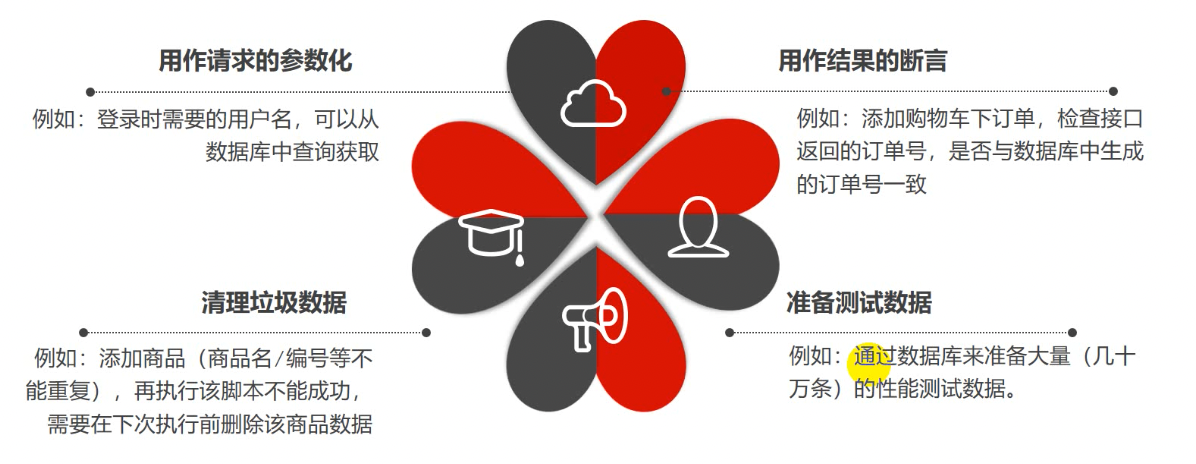 用作请求的参数化
例如：登录时需要的用户名，可以从
数据库中查询获取
用作结果的断言
例如：添加购物车下订单，检查接口
返回的订单号，是否与数据库中生成
的订单号一致
清理垃圾数据
例如：添加商品（商品名/编号等不
能重复），再执行该脚本不能成功，
需要在下次执行前删除该商品数据
准备测试数据
例如：通过数据库来准备大量（几十
万条）的性能测试数据。